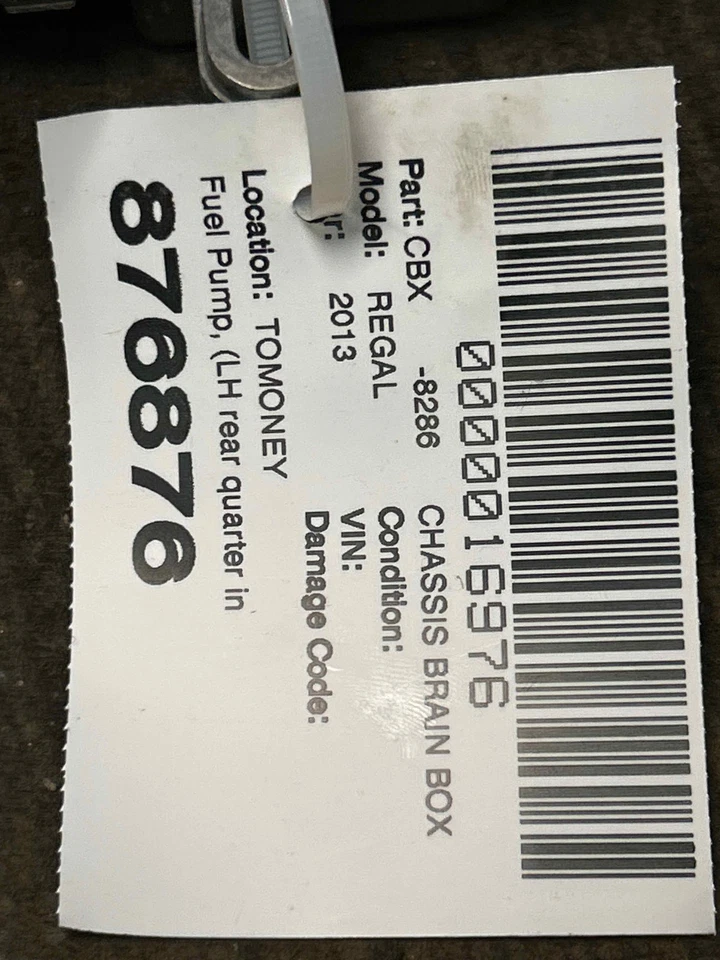 0000016976
Part: CBX -8286 CHASSIS BRAIN BOX
Model: REGAL Condition:
r: 2013 VIN:
Damage Code:
Location: TOMONEY
Fuel Pump, (LH rear quarter in
876876